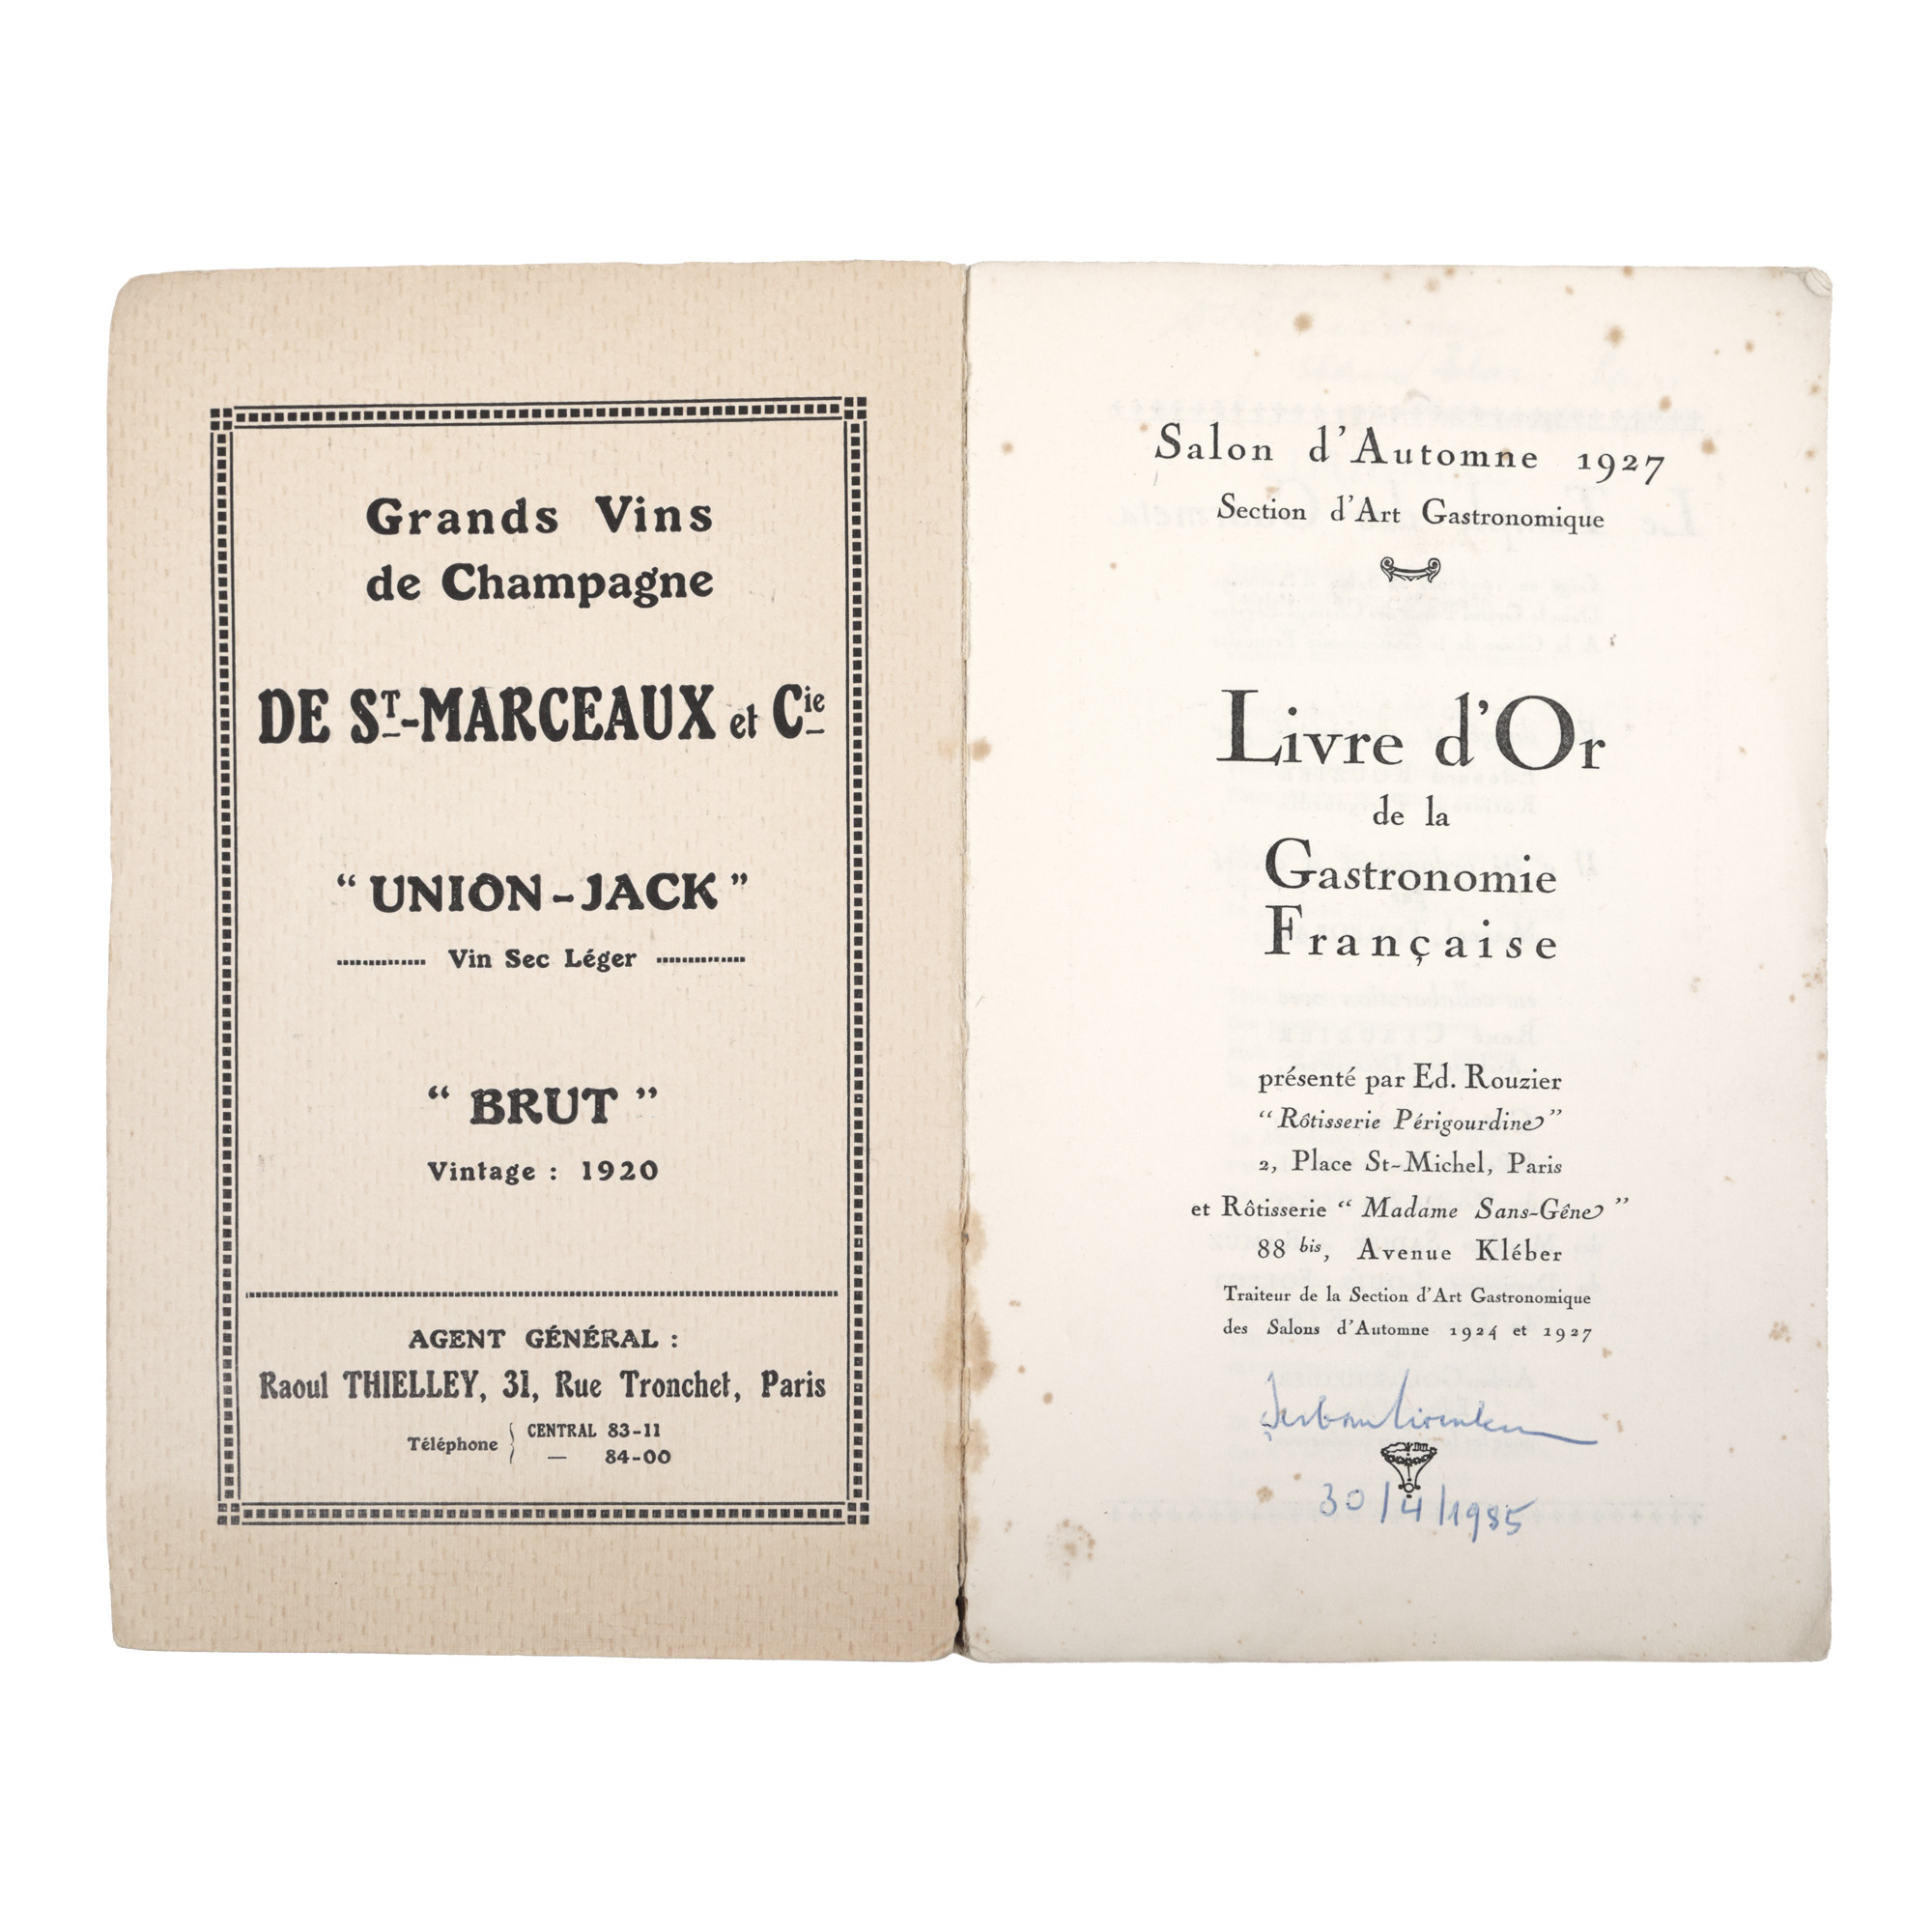 Grands Vins
de Champagne
DE ST-MARCEAUX et Cie
“ UNION-JACK ”
Vin Sec Léger
“ BRUT ”
Vintage : 1920
AGENT GÉNÉRAL :
Raoul THIELLEY, 31, Rue Tronchet, Paris
Téléphone { CENTRAL 83-11
— 84-00
Salon d'Automne 1927
Section d'Art Gastronomique
Livre d'Or
de la
Gastronomie
Française
présenté par Ed. Rouzier
“Rôtisserie Périgourdine”
2, Place St-Michel, Paris
et Rôtisserie “ Madame Sans-Gêne ”
88 bis, Avenue Kléber
Traiteur de la Section d'Art Gastronomique
des Salons d'Automne 1924 et 1927
30/4/1985